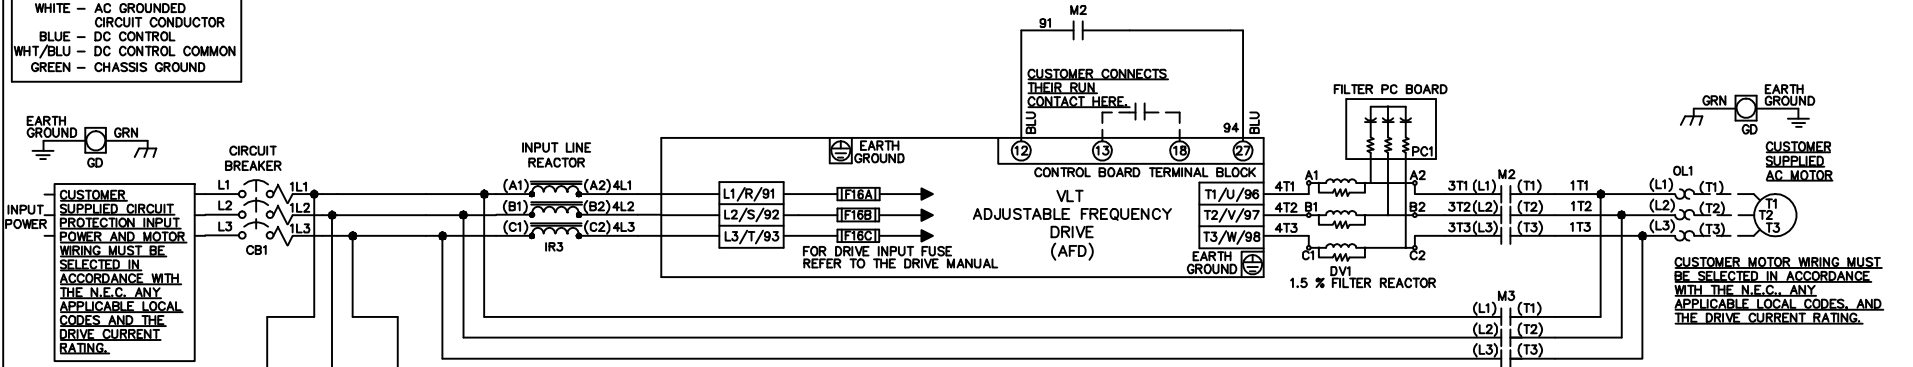 WHITE – AC GROUNDED
CIRCUIT CONDUCTOR
BLUE – DC CONTROL
WHT/BLU – DC CONTROL COMMON
GREEN – CHASSIS GROUND
EARTH
GROUND
GRN
GD
CIRCUIT
BREAKER
INPUT
POWER
CUSTOMER
SUPPLIED CIRCUIT
PROTECTION INPUT
POWER AND MOTOR
WIRING MUST BE
SELECTED IN
ACCORDANCE WITH
THE N.E.C. ANY
APPLICABLE LOCAL
CODES AND THE
DRIVE CURRENT
RATING.
L1
L2
L3
1L1
1L2
1L3
CB1
INPUT LINE
REACTOR
(A1) (A2) 4L1
(B1) (B2) 4L2
(C1) (C2) 4L3
IR3
L1/R/91
L2/S/92
L3/T/93
F16A
F16B
F16C
EARTH
GROUND
FOR DRIVE INPUT FUSE
REFER TO THE DRIVE MANUAL
M2
91
CUSTOMER CONNECTS
THEIR RUN
CONTACT HERE.
BLU
94
BLU
12
13
18
27
CONTROL BOARD TERMINAL BLOCK
VLT
ADJUSTABLE FREQUENCY
DRIVE
(AFD)
T1/U/96
T2/V/97
T3/W/98
EARTH
GROUND
4T1
4T2
4T3
FILTER PC BOARD
PC1
A1
A2
B1
B2
C1
C2
DV1
1.5 % FILTER REACTOR
M2
3T1 (L1) (T1) 1T1
3T2 (L2) (T2) 1T2
3T3 (L3) (T3) 1T3
M3
(L1) (T1)
(L2) (T2)
(L3) (T3)
OL1
(L1) (T1)
(L2) (T2)
(L3) (T3)
T1
T2
T3
GRN
GD
EARTH
GROUND
CUSTOMER
SUPPLIED
AC MOTOR
CUSTOMER MOTOR WIRING MUST
BE SELECTED IN ACCORDANCE
WITH THE N.E.C., ANY
APPLICABLE LOCAL CODES, AND
THE DRIVE CURRENT RATING.